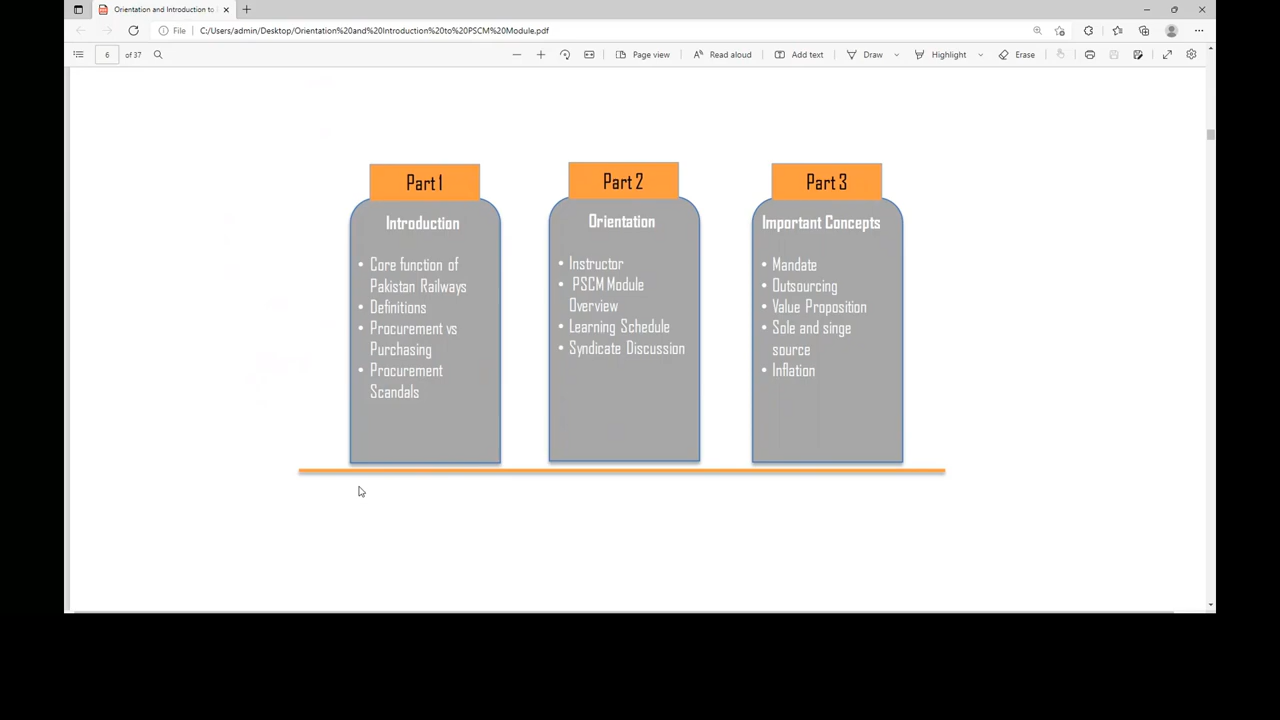 Orientation and Introduction to
File
C:/Users/admin/Desktop/Orientation%20and%20Introduction%20to%20PSCM%20Module.pdf
6 of 37
Page view
Read aloud
Add text
Draw
Highlight
Erase
Part 1
Introduction
• Core function of
Pakistan Railways
• Definitions
• Procurement vs
Purchasing
• Procurement
Scandals
Part 2
Orientation
• Instructor
• PSCM Module
Overview
• Learning Schedule
• Syndicate Discussion
Part 3
Important Concepts
• Mandate
• Outsourcing
• Value Proposition
• Sole and singe
source
• Inflation